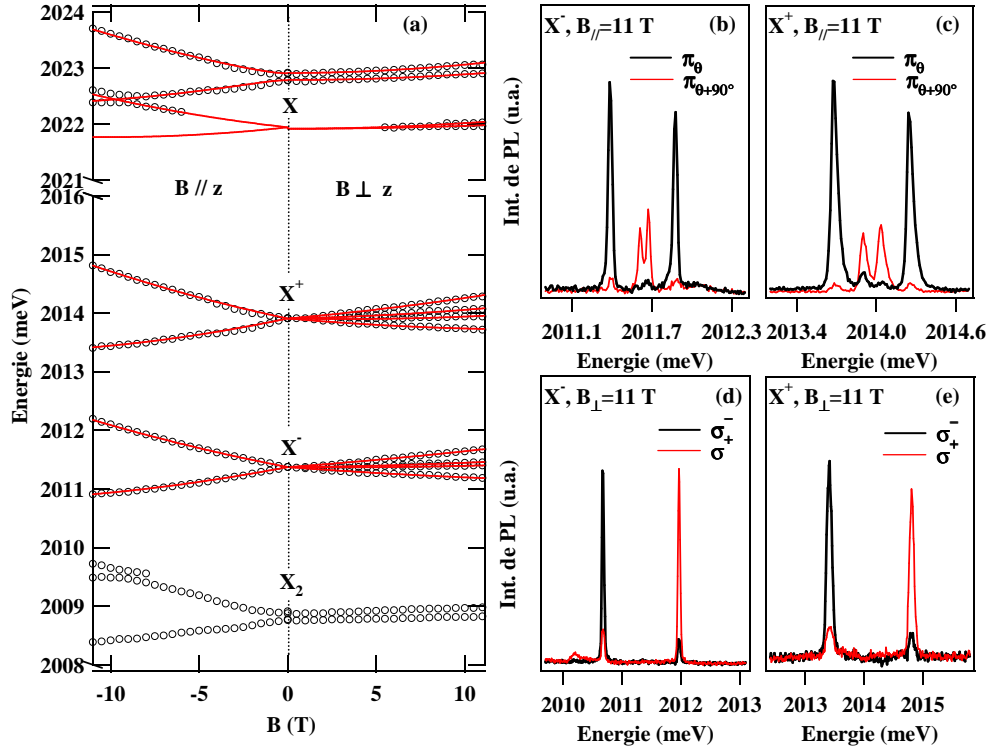 (a)
2024
2023
2022
2021
2016
2015
2014
2013
2012
2011
2010
2009
2008
Energie (meV)
X
B // z
B ⊥ z
X⁺
X⁻
X₂
-10
-5
0
5
10
B (T)
X⁻, B//=11 T
(b)
πθ
πθ+90°
Int. de PL (u.a.)
2011.1
2011.7
2012.3
Energie (meV)
X⁺, B//=11 T
(c)
πθ
πθ+90°
2013.4
2014.0
2014.6
Energie (meV)
X⁻, B⊥=11 T
(d)
σ⁻₊
σ
Int. de PL (u.a.)
2010
2011
2012
2013
Energie (meV)
X⁺, B⊥=11 T
(e)
σ⁻₊
σ
2013
2014
2015
Energie (meV)